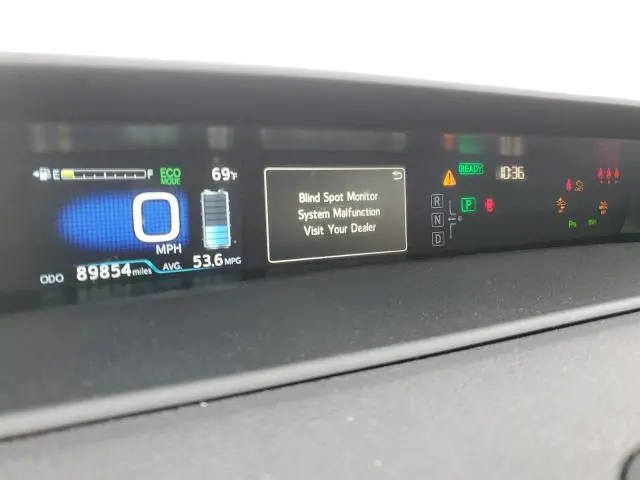 E F ECO
MODE
69°F
0
MPH
ODO 89854 miles AVG. 53.6 MPG
Blind Spot Monitor
System Malfunction
Visit Your Dealer
READY 10:36
R
N
D
P